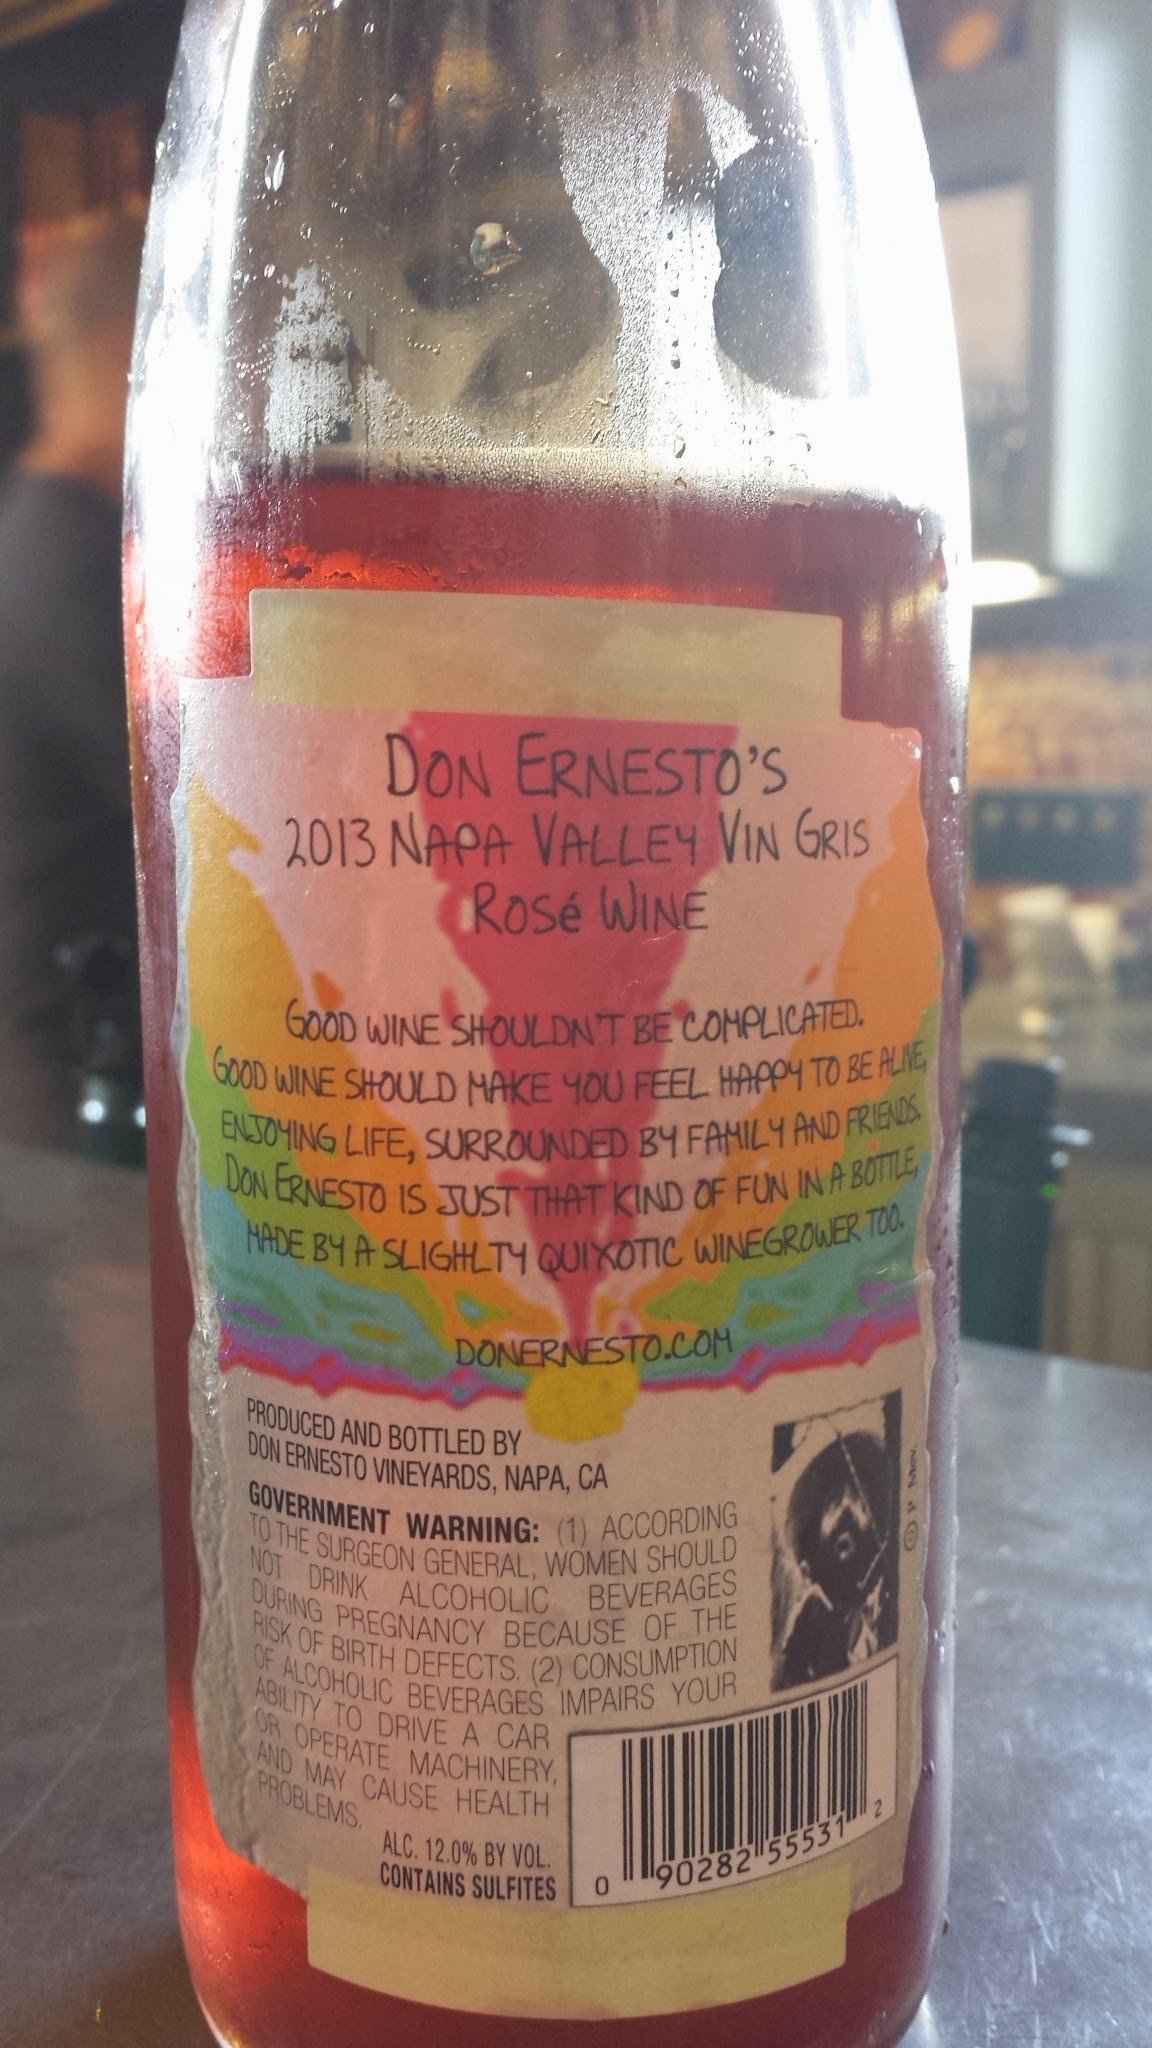 DON ERNESTO'S
2013 NAPA VALLEY VIN GRIS
ROSé WINE
GOOD WINE SHOULDN'T BE COMPLICATED.
GOOD WINE SHOULD MAKE YOU FEEL HAPPY TO BE ALIVE,
ENJOYING LIFE, SURROUNDED BY FAMILY AND FRIENDS.
DON ERNESTO IS JUST THAT KIND OF FUN IN A BOTTLE,
MADE BY A SLIGHLTY QUIXOTIC WINEGROWER TOO.
DONERNESTO.COM
PRODUCED AND BOTTLED BY
DON ERNESTO VINEYARDS, NAPA, CA
GOVERNMENT WARNING: (1) ACCORDING
TO THE SURGEON GENERAL, WOMEN SHOULD
NOT DRINK ALCOHOLIC BEVERAGES
DURING PREGNANCY BECAUSE OF THE
RISK OF BIRTH DEFECTS. (2) CONSUMPTION
OF ALCOHOLIC BEVERAGES IMPAIRS YOUR
ABILITY TO DRIVE A CAR
OR OPERATE MACHINERY,
AND MAY CAUSE HEALTH
PROBLEMS.
ALC. 12.0% BY VOL.
CONTAINS SULFITES
0 90282 55531 2